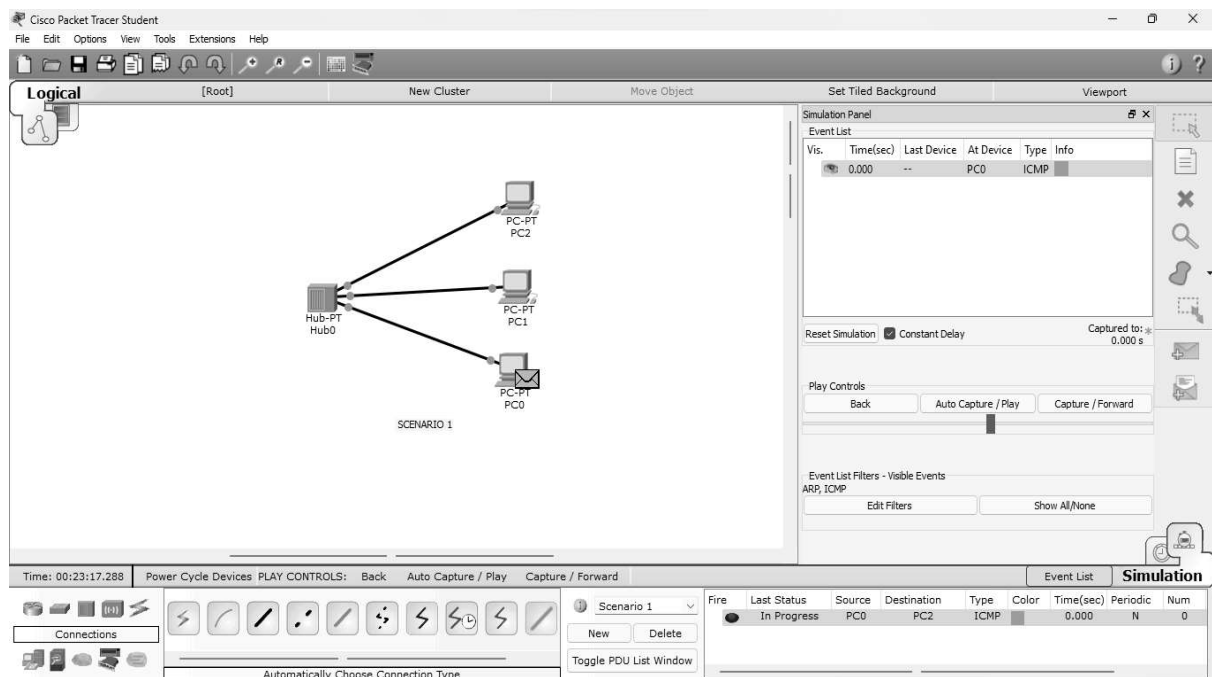 Cisco Packet Tracer Student
File Edit Options View Tools Extensions Help
Logical [Root] New Cluster Move Object Set Tiled Background Viewport
PC-PT
PC2
PC-PT
PC1
Hub-PT
Hub0
PC-PT
PC0
SCENARIO 1
Simulation Panel
Event List
Vis. Time(sec) Last Device At Device Type Info
0.000 -- PC0 ICMP
Reset Simulation Constant Delay Captured to: *
0.000 s
Play Controls
Back Auto Capture / Play Capture / Forward
Event List Filters - Visible Events
ARP, ICMP
Edit Filters Show All/None
Time: 00:23:17.288 Power Cycle Devices PLAY CONTROLS: Back Auto Capture / Play Capture / Forward Event List Simulation
Connections
Automatically Choose Connection Type
Scenario 1
New Delete
Toggle PDU List Window
Fire Last Status Source Destination Type Color Time(sec) Periodic Num
In Progress PC0 PC2 ICMP 0.000 N 0